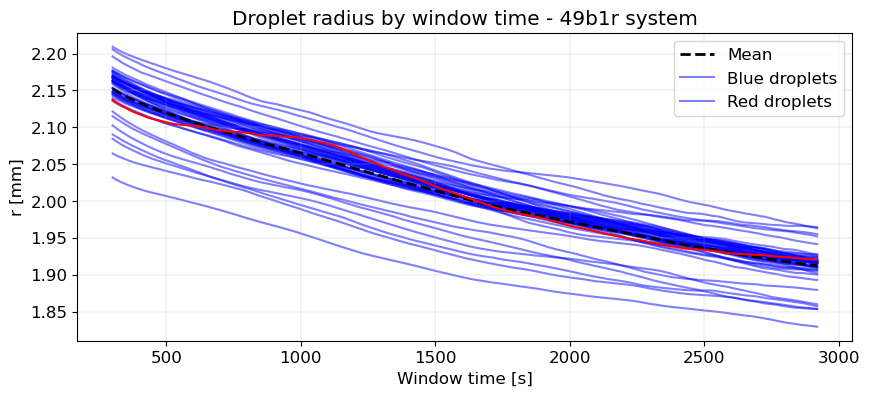 Droplet radius by window time - 49b1r system
Mean
Blue droplets
Red droplets
r [mm]
2.20
2.15
2.10
2.05
2.00
1.95
1.90
1.85
500
1000
1500
2000
2500
3000
Window time [s]